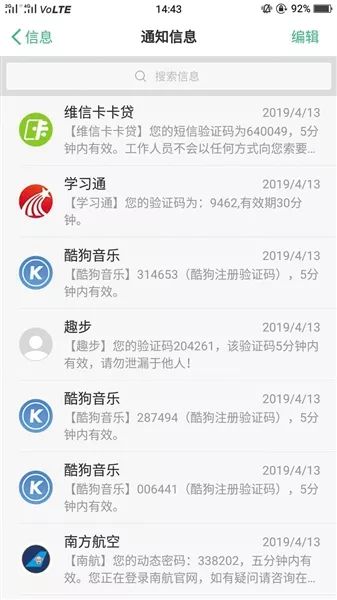 3G 4G VoLTE 14:43 92%
信息 通知信息 编辑
搜索信息
维信卡卡贷 2019/4/13
【维信卡卡贷】您的短信验证码为640049，5分
钟内有效。工作人员不会以任何方式向您索要...
学习通 2019/4/13
【学习通】您的验证码为：9462,有效期30分
钟。
酷狗音乐 2019/4/13
【酷狗音乐】314653（酷狗注册验证码），5分
钟内有效。
趣步 2019/4/13
【趣步】您的验证码204261，该验证码5分钟内
有效，请勿泄漏于他人！
酷狗音乐 2019/4/13
【酷狗音乐】287494（酷狗注册验证码），5分
钟内有效。
酷狗音乐 2019/4/13
【酷狗音乐】006441（酷狗注册验证码），5分
钟内有效。
南方航空 2019/4/13
【南航】您的动态密码：338202，五分钟内有
效。您正在登录南航官网，如有疑问请咨询在...